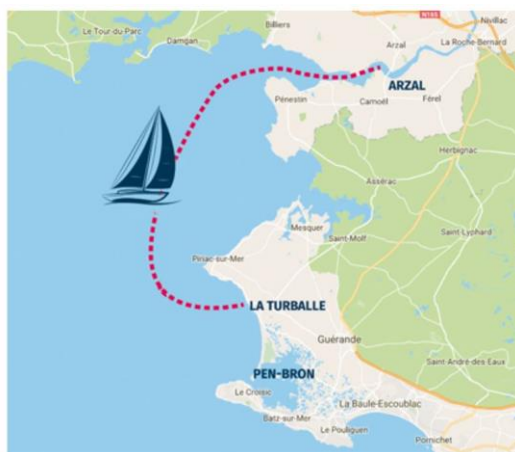 N165
Nivillac
Billiers
Le Tour-du-Parc
Damgan
Arzal
La Roche-Bernard
ARZAL
Pénestin
Camoël
Férel
Herbignac
Assérac
Mesquer
Saint-Molf
Saint-Lyphard
Piriac-sur-Mer
LA TURBALLE
Guérande
Saint-André-des-Eaux
PEN-BRON
Le Croisic
La Baule-Escoublac
Batz-sur-Mer
Le Pouliguen
Pornichet